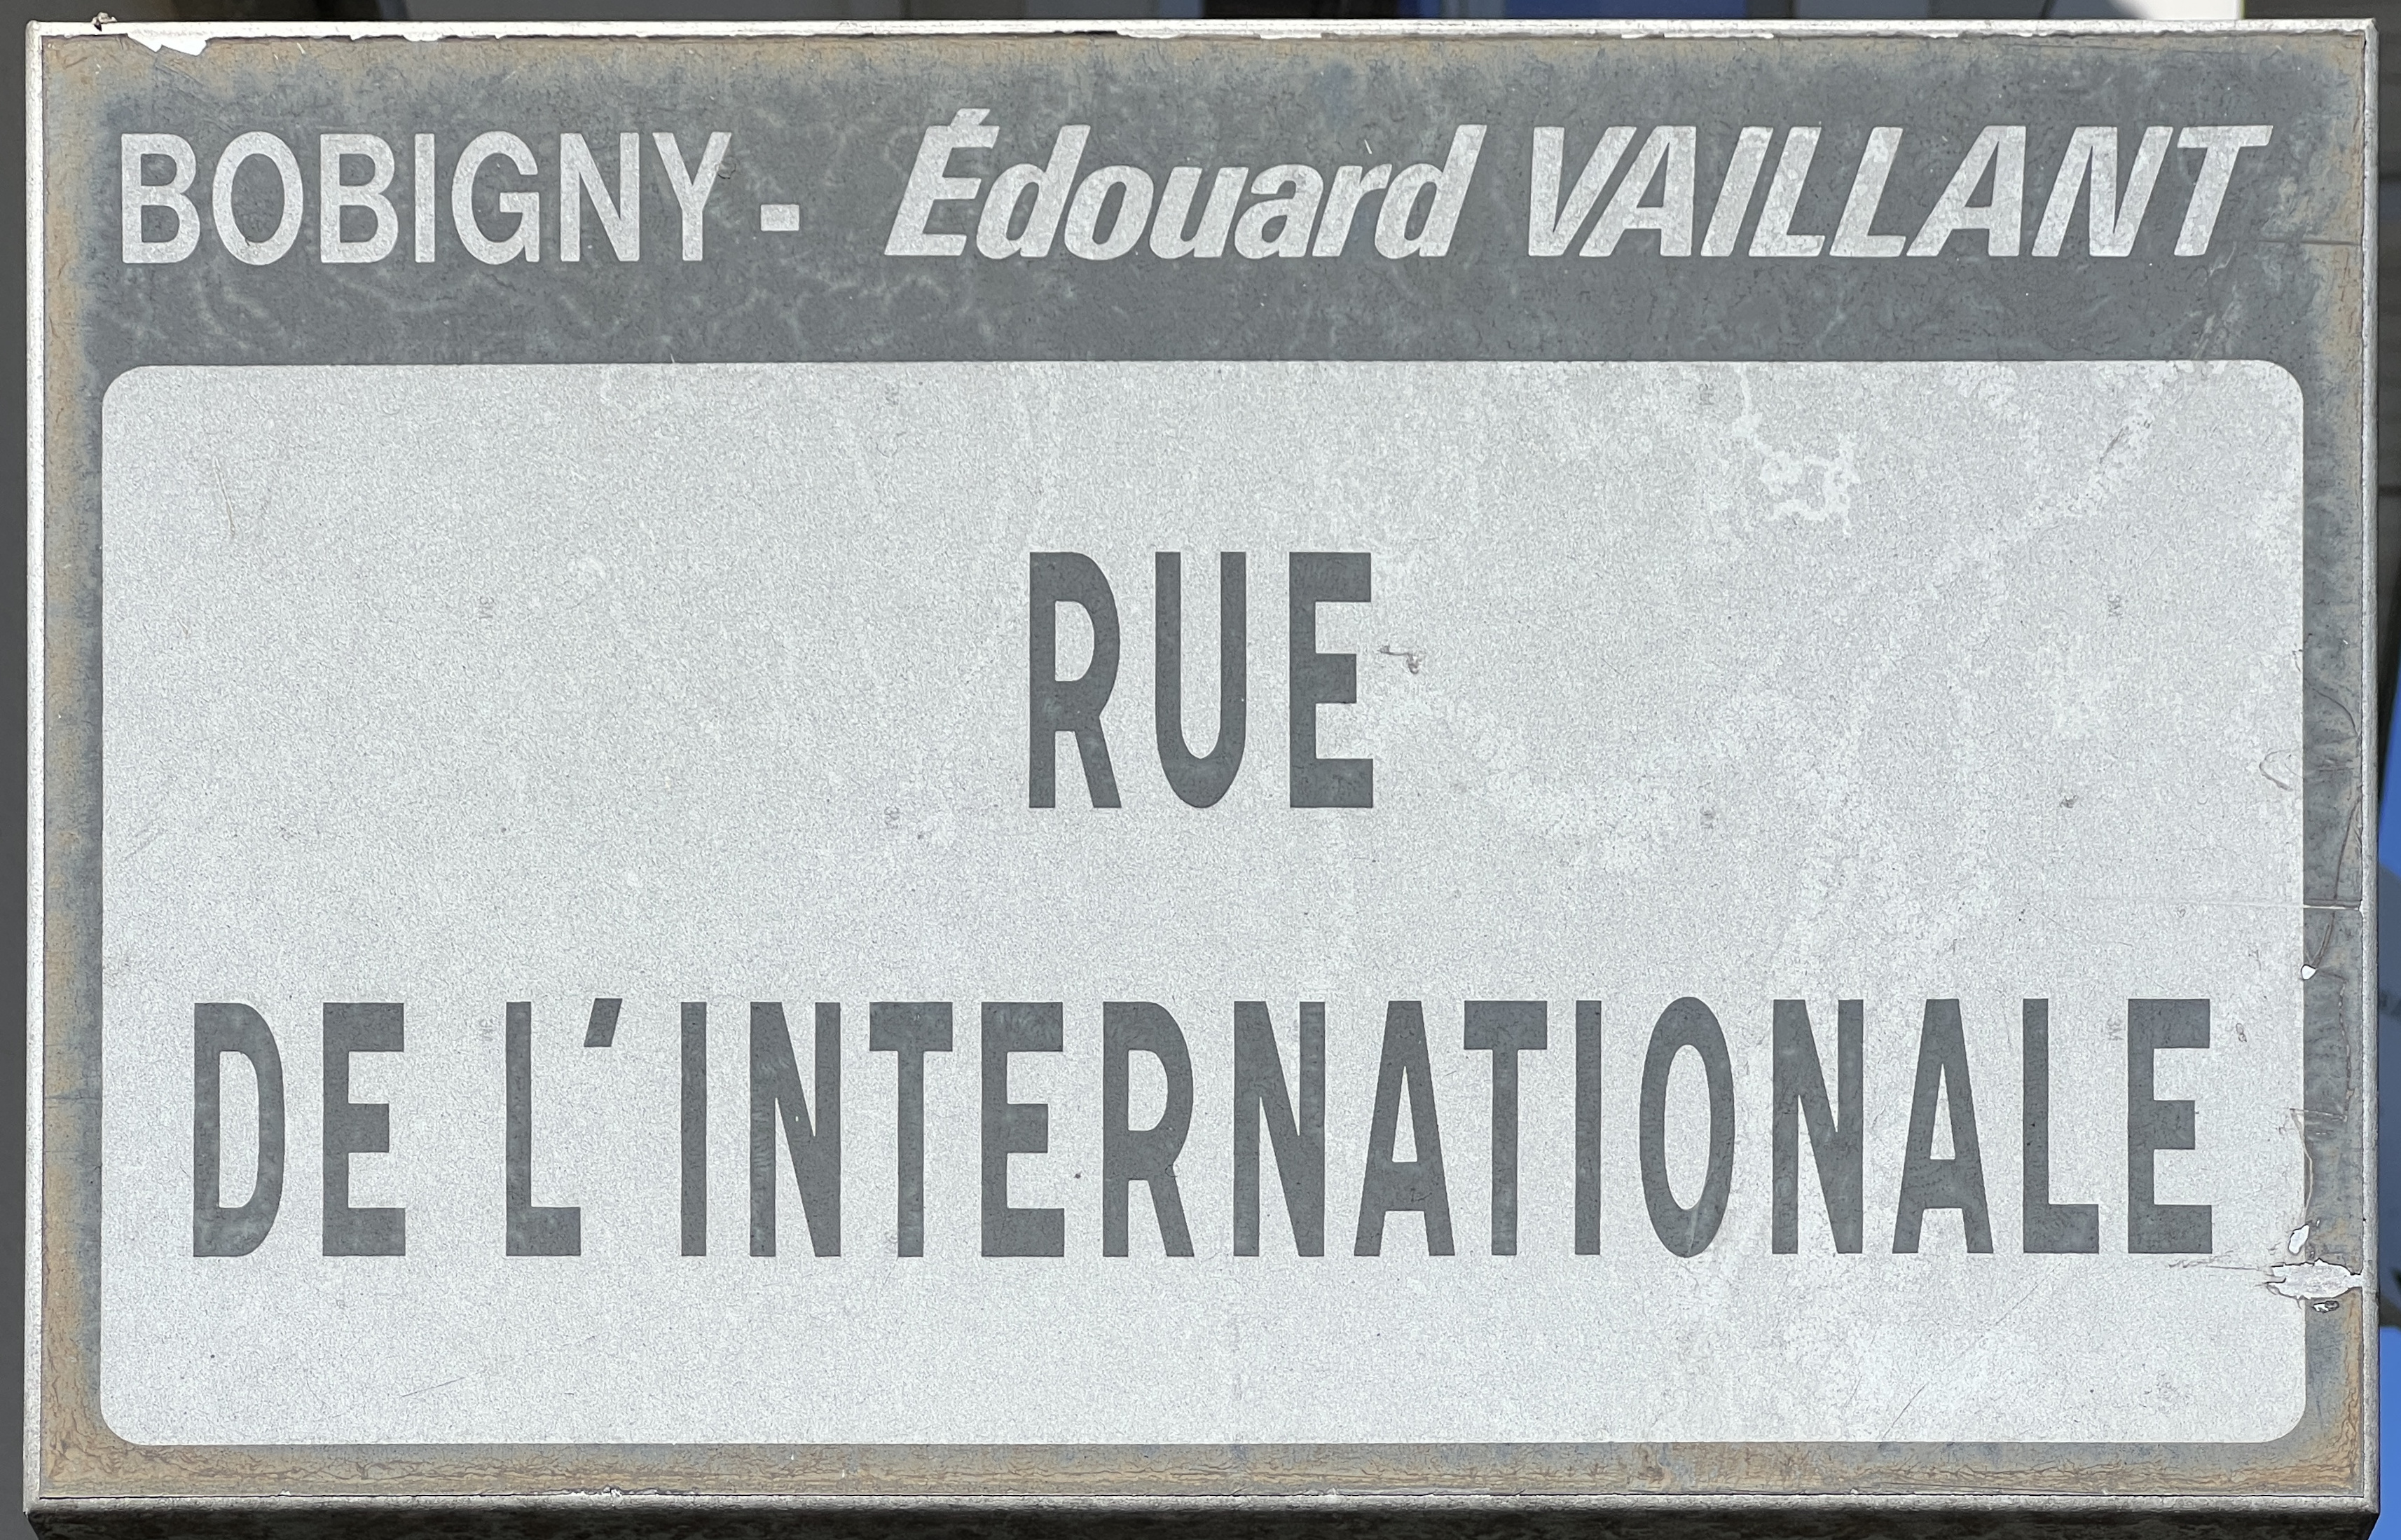 BOBIGNY - Édouard VAILLANT
RUE
DE L'INTERNATIONALE